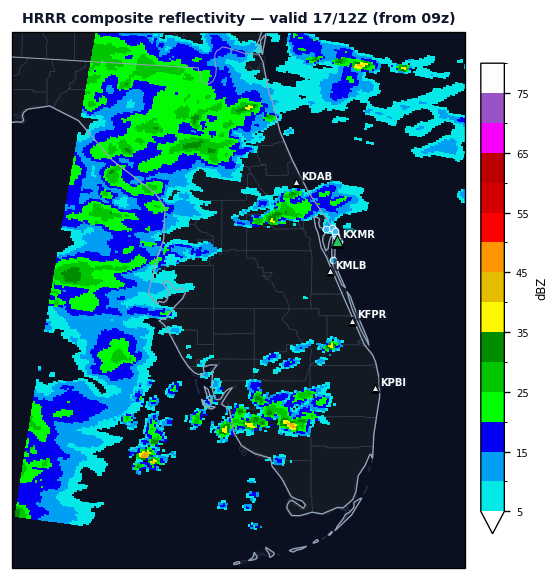 HRRR composite reflectivity — valid 17/12Z (from 09z)
KDAB
KXMR
KMLB
KFPR
KPBI
75
65
55
45
35
25
15
5
dBZ